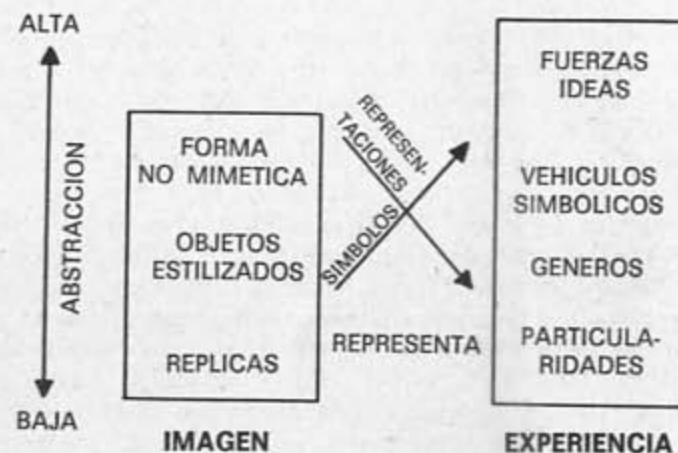 ALTA
ABSTRACCION
BAJA
FORMA
NO MIMETICA
OBJETOS
ESTILIZADOS
REPLICAS
IMAGEN
REPRESEN-
TACIONES
SIMBOLOS
REPRESENTA
FUERZAS
IDEAS
VEHICULOS
SIMBOLICOS
GENEROS
PARTICULA-
RIDADES
EXPERIENCIA